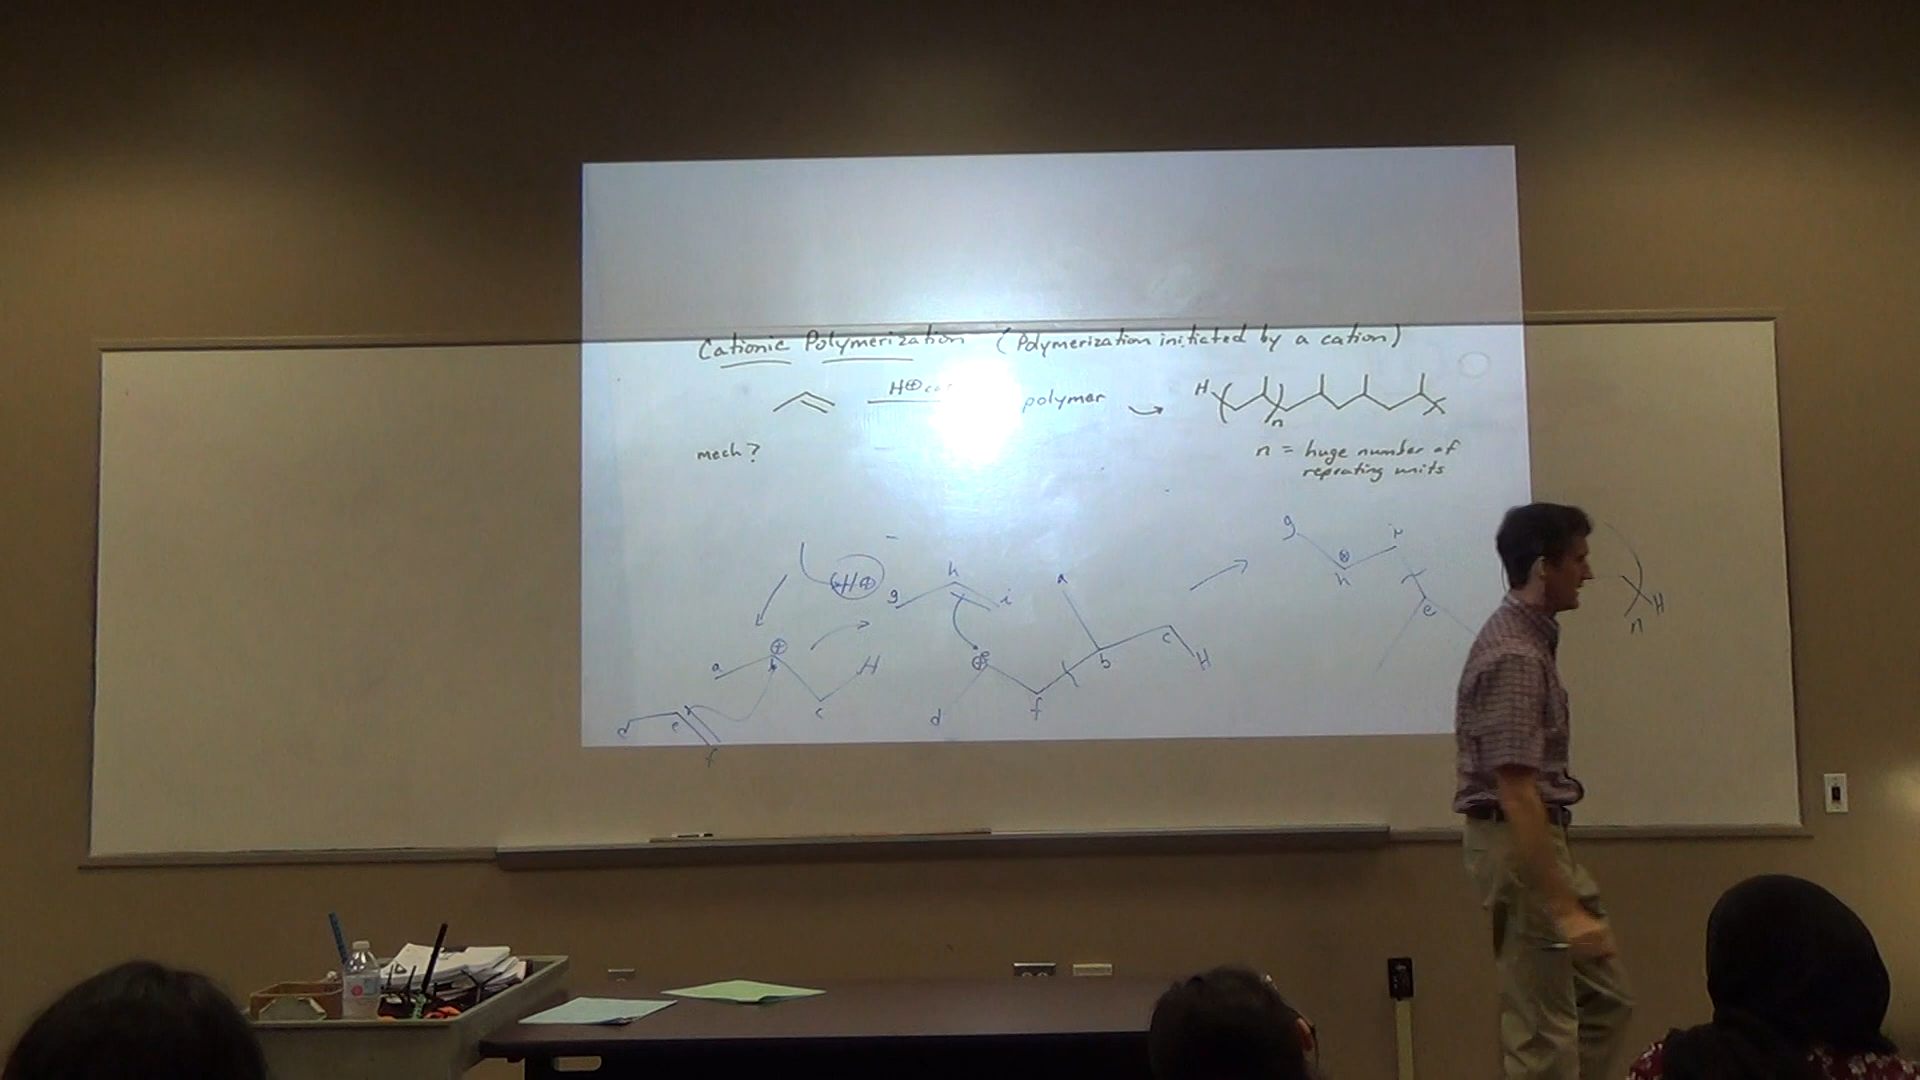 Cationic Polymerization (Polymerization initiated by a cation)
H⊕ polymer H n
mech? n = huge number of
repeating units
g ⊕ h i
H⊕ g h i a
e
H n
a ⊕ b c H
⊕ d f b c H
d e f